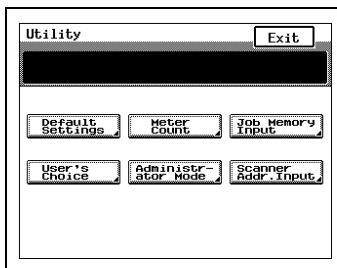 Utility
Exit
Default
Settings
Meter
Count
Job Memory
Input
User's
Choice
Administr-
ator Mode
Scanner
Addr.Input